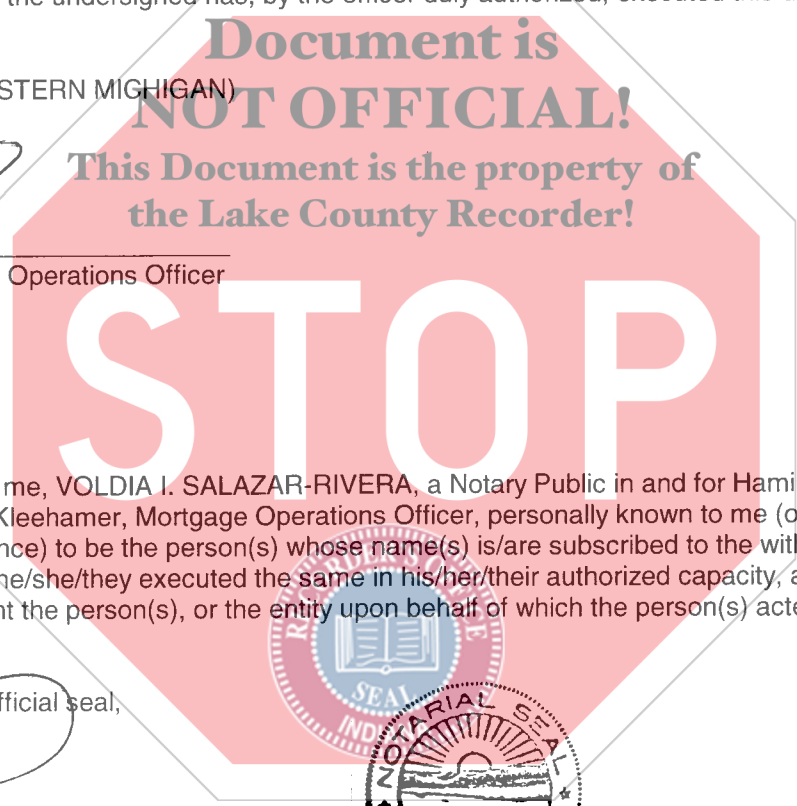 the undersigned has, by the officer duly authorized, executed this
Document is
STERN MICHIGAN)
NOT OFFICIAL!
This Document is the property of
the Lake County Recorder!
Operations Officer
STOP
me, VOLDIA I. SALAZAR-RIVERA, a Notary Public in and for Hami
Kleehamer, Mortgage Operations Officer, personally known to me (o
nce) to be the person(s) whose name(s) is/are subscribed to the wit
he/she/they executed the same in his/her/their authorized capacity, a
nt the person(s), or the entity upon behalf of which the person(s) acte
RECORDER'S OFFICE
SEAL
INDIANA
fficial seal,
NOTARIAL SEAL